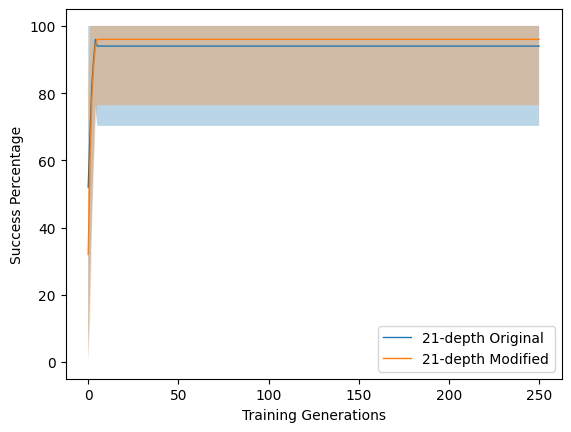 100
80
60
40
20
0
Success Percentage
21-depth Original
21-depth Modified
0 50 100 150 200 250
Training Generations